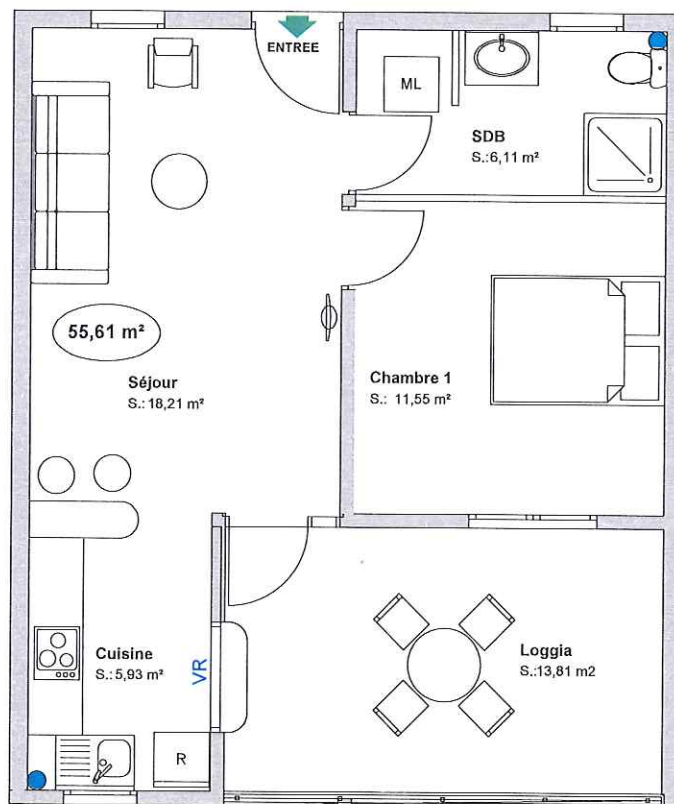 ENTREE
ML
SDB
S.:6,11 m²
55,61 m²
Séjour
S.:18,21 m²
Chambre 1
S.: 11,55 m²
Cuisine
S.:5,93 m²
VR
Loggia
S.:13,81 m2
R